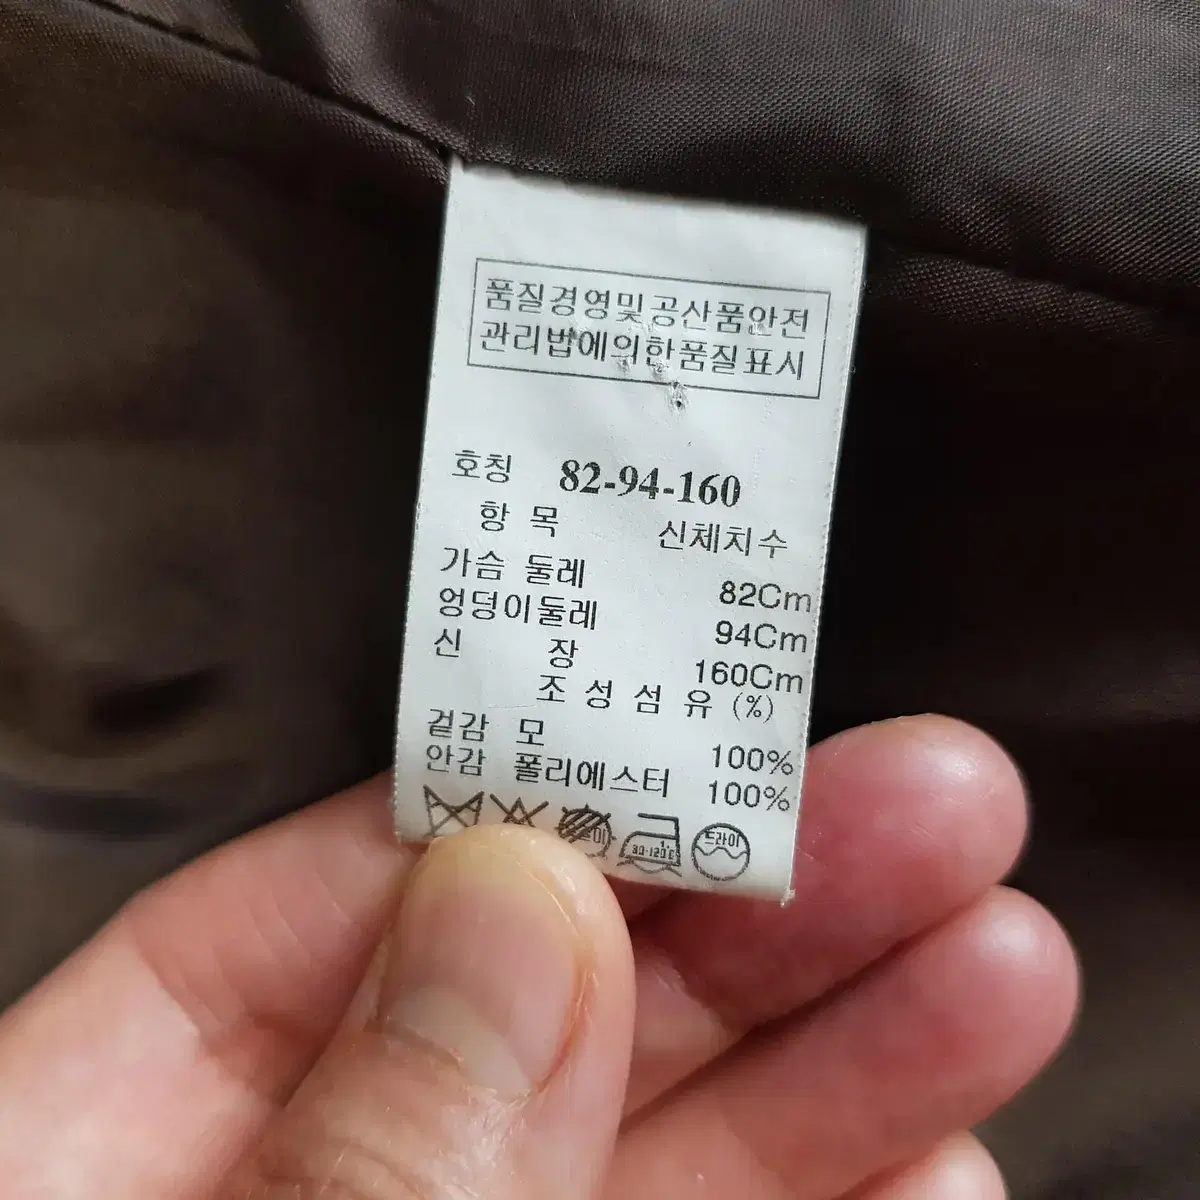 품질경영및공산품안전
관리법에의한품질표시
호칭 82-94-160
항 목 신체치수
가슴 둘레 82Cm
엉덩이둘레 94Cm
신 장 160Cm
조 성 섬 유 (%)
겉감 모 100%
안감 폴리에스터 100%
드라이